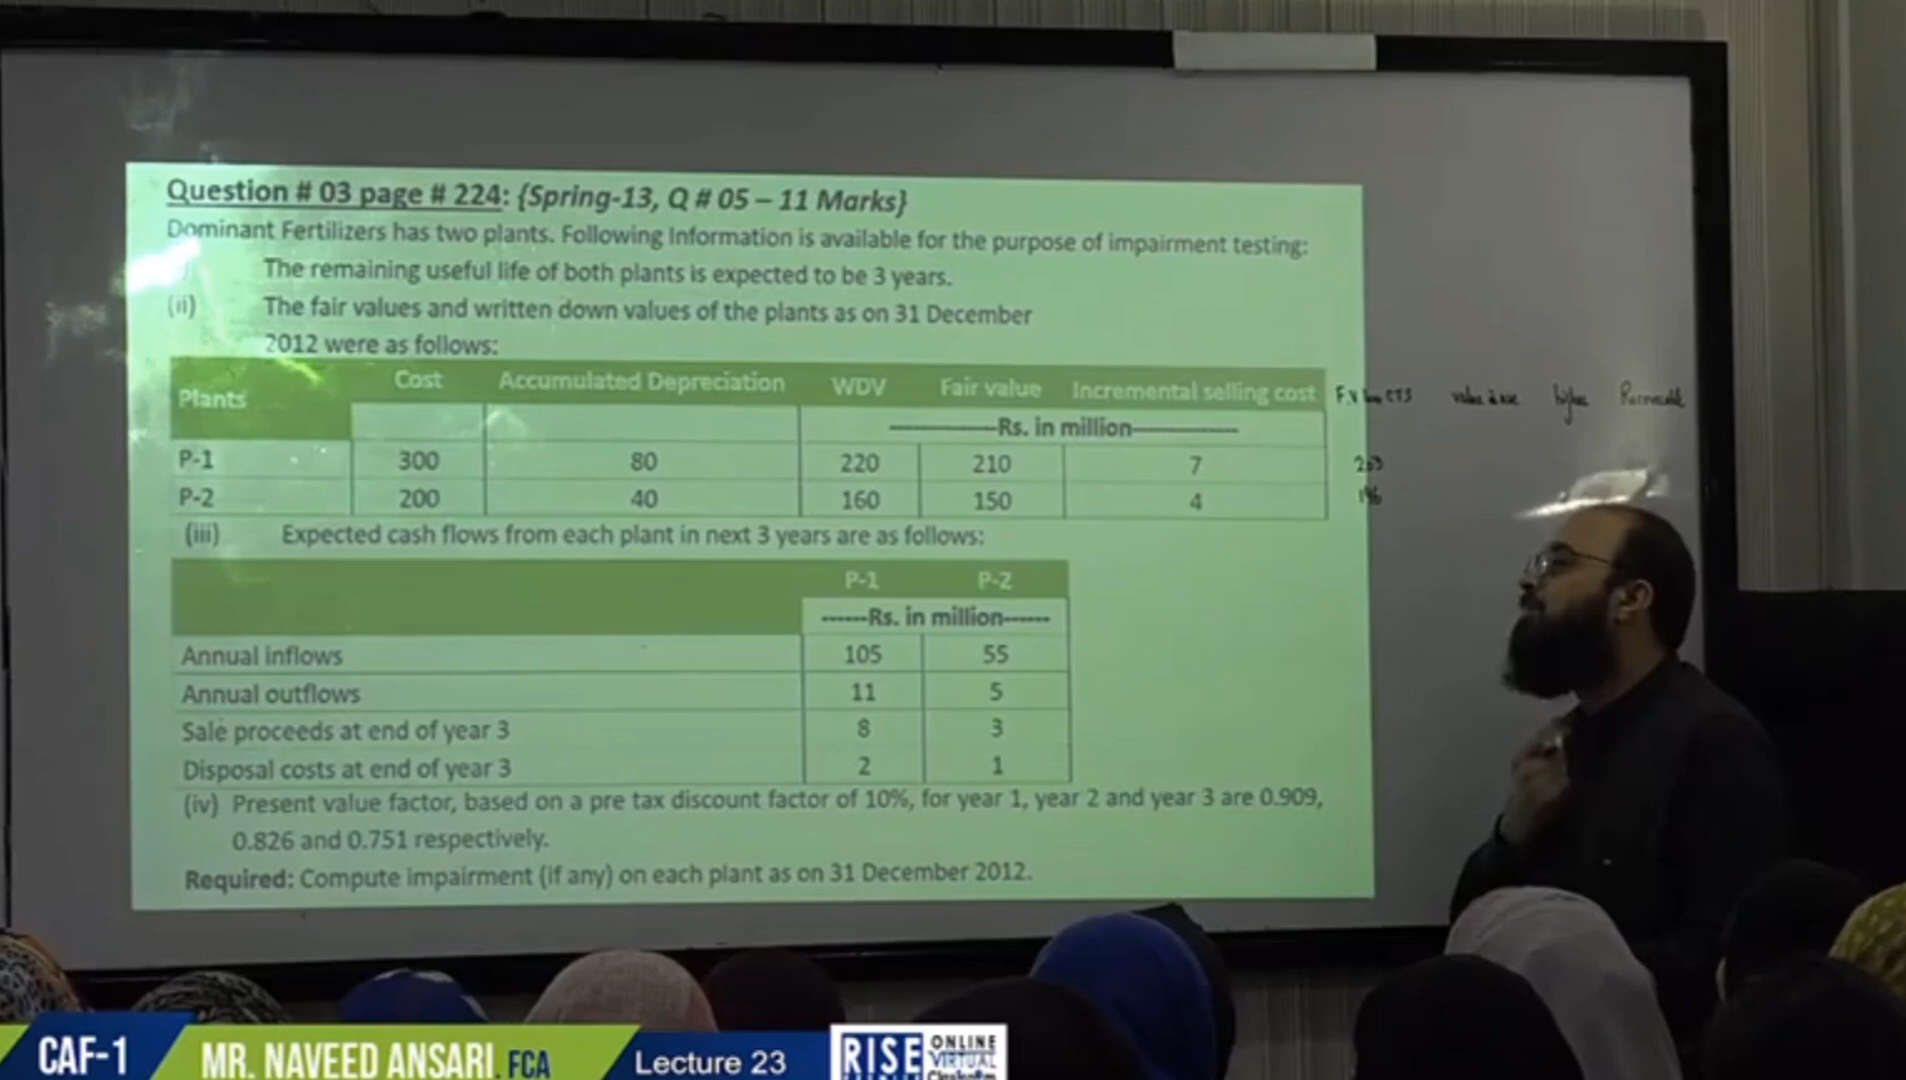 Question # 03 page # 224: {Spring-13, Q # 05 – 11 Marks}
Dominant Fertilizers has two plants. Following Information is available for the purpose of impairment testing:
The remaining useful life of both plants is expected to be 3 years.
(ii) The fair values and written down values of the plants as on 31 December
2012 were as follows:
Plants Cost Accumulated Depreciation WDV Fair value Incremental selling cost F.V less CTS value in use higher
-----Rs. in million-----
P-1 300 80 220 210 7 203
P-2 200 40 160 150 4
(iii) Expected cash flows from each plant in next 3 years are as follows:
P-1 P-2
------Rs. in million------
Annual inflows 105 55
Annual outflows 11 5
Sale proceeds at end of year 3 8 3
Disposal costs at end of year 3 2 1
(iv) Present value factor, based on a pre tax discount factor of 10%, for year 1, year 2 and year 3 are 0.909,
0.826 and 0.751 respectively.
Required: Compute impairment (if any) on each plant as on 31 December 2012.
CAF-1 MR. NAVEED ANSARI, FCA Lecture 23 RISE ONLINE
VIRTUAL